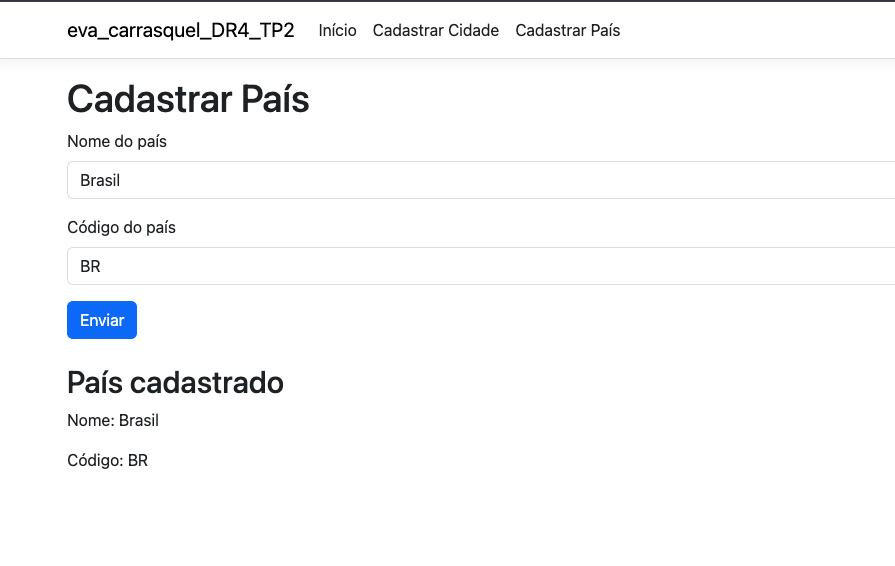 eva_carrasquel_DR4_TP2 Início Cadastrar Cidade Cadastrar País
Cadastrar País
Nome do país
Brasil
Código do país
BR
Enviar
País cadastrado
Nome: Brasil
Código: BR